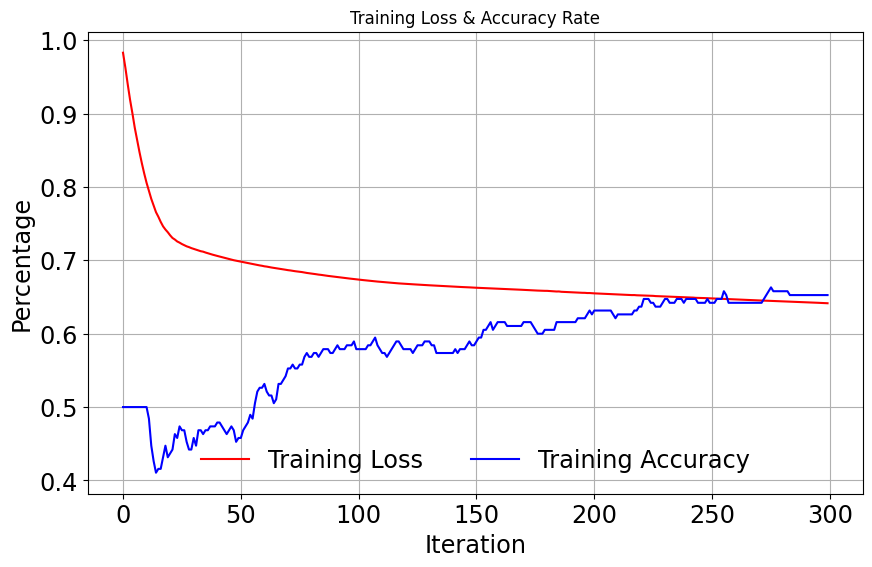 Training Loss & Accuracy Rate
1.0
0.9
0.8
0.7
0.6
0.5
0.4
Percentage
Training Loss
Training Accuracy
0 50 100 150 200 250 300
Iteration